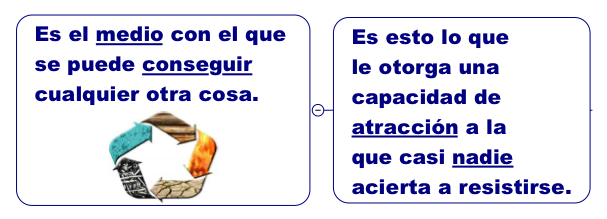 Es el medio con el que
se puede conseguir
cualquier otra cosa.
Es esto lo que
le otorga una
capacidad de
atracción a la
que casi nadie
acierta a resistirse.